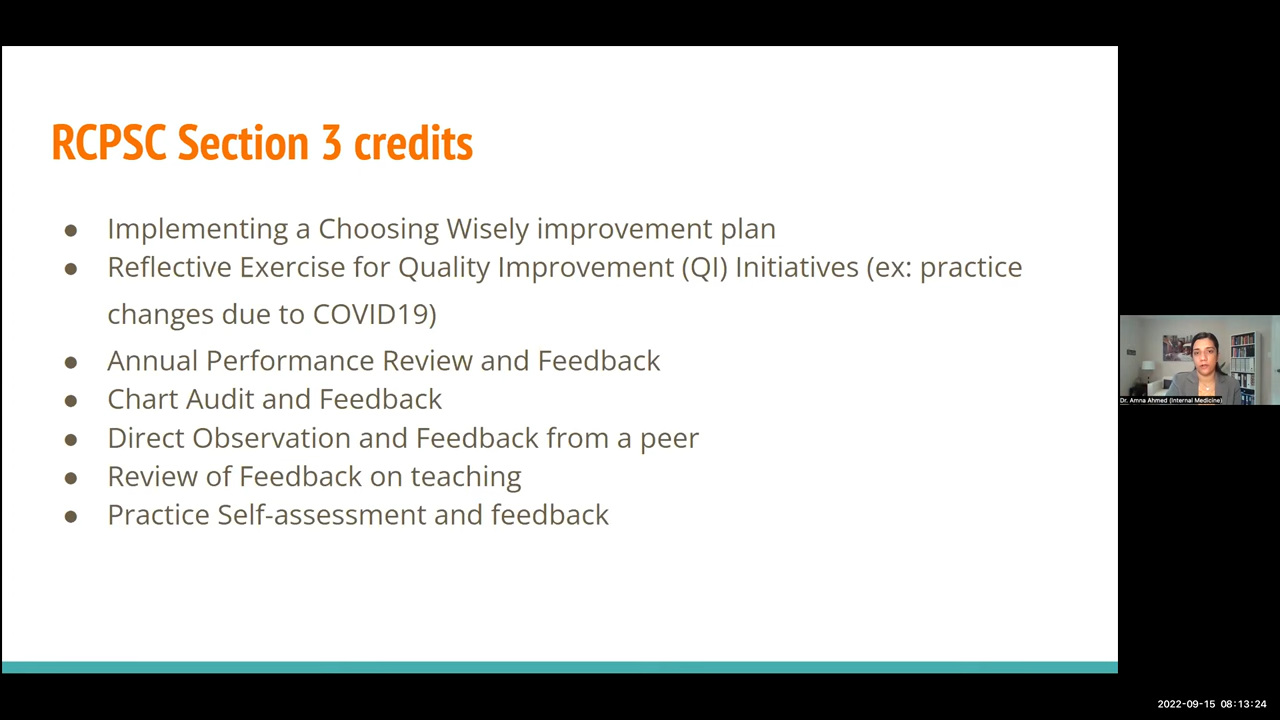 RCPSC Section 3 credits
● Implementing a Choosing Wisely improvement plan
● Reflective Exercise for Quality Improvement (QI) Initiatives (ex: practice
changes due to COVID19)
● Annual Performance Review and Feedback
● Chart Audit and Feedback
● Direct Observation and Feedback from a peer
● Review of Feedback on teaching
● Practice Self-assessment and feedback
Dr. Amna Ahmed (Internal Medicine)
2022-09-15 08:13:24